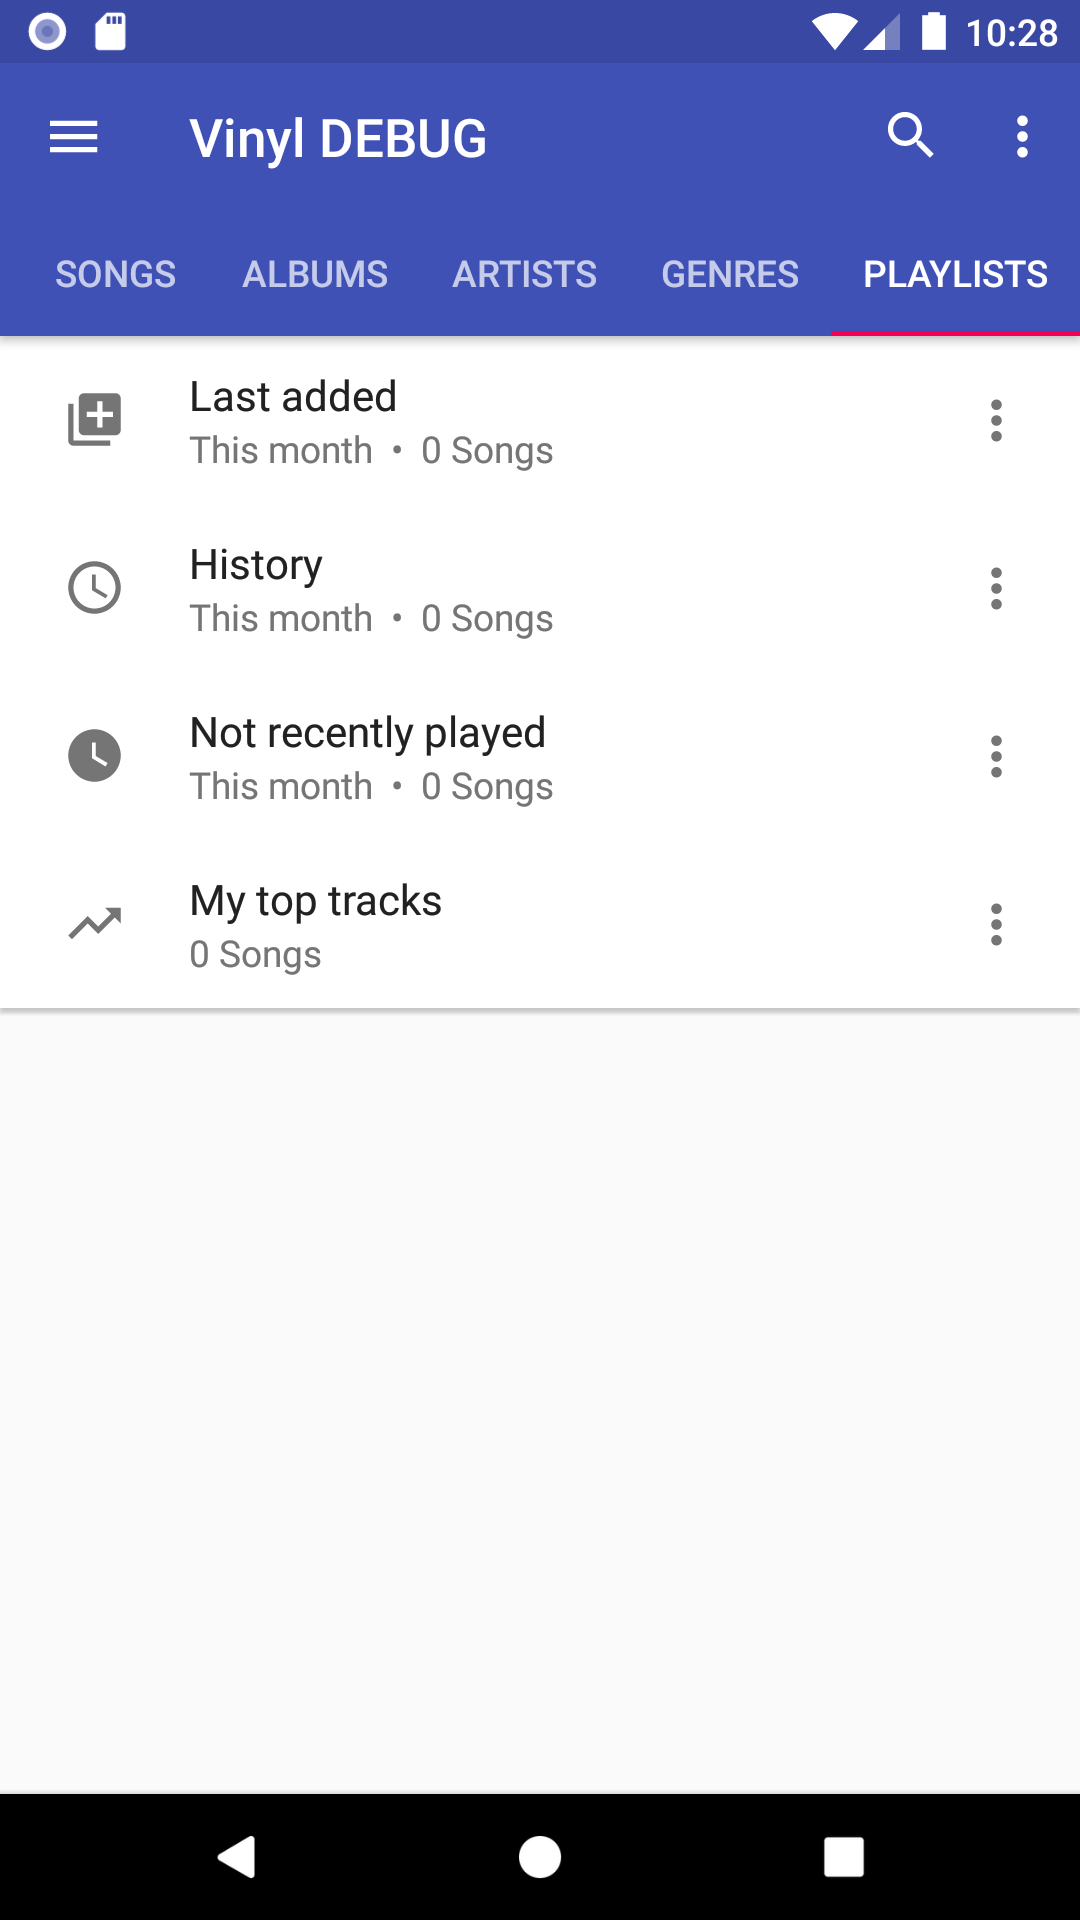 10:28
Vinyl DEBUG
SONGS ALBUMS ARTISTS GENRES PLAYLISTS
Last added
This month • 0 Songs
History
This month • 0 Songs
Not recently played
This month • 0 Songs
My top tracks
0 Songs